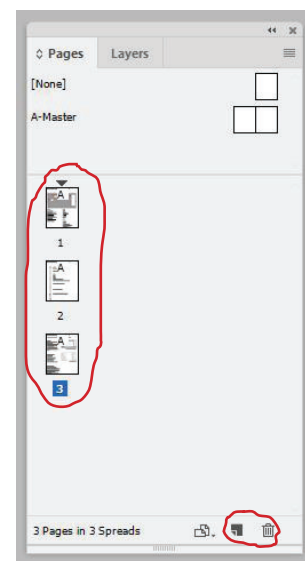 Pages Layers
[None]
A-Master
A
1
A
2
A
3
3 Pages in 3 Spreads